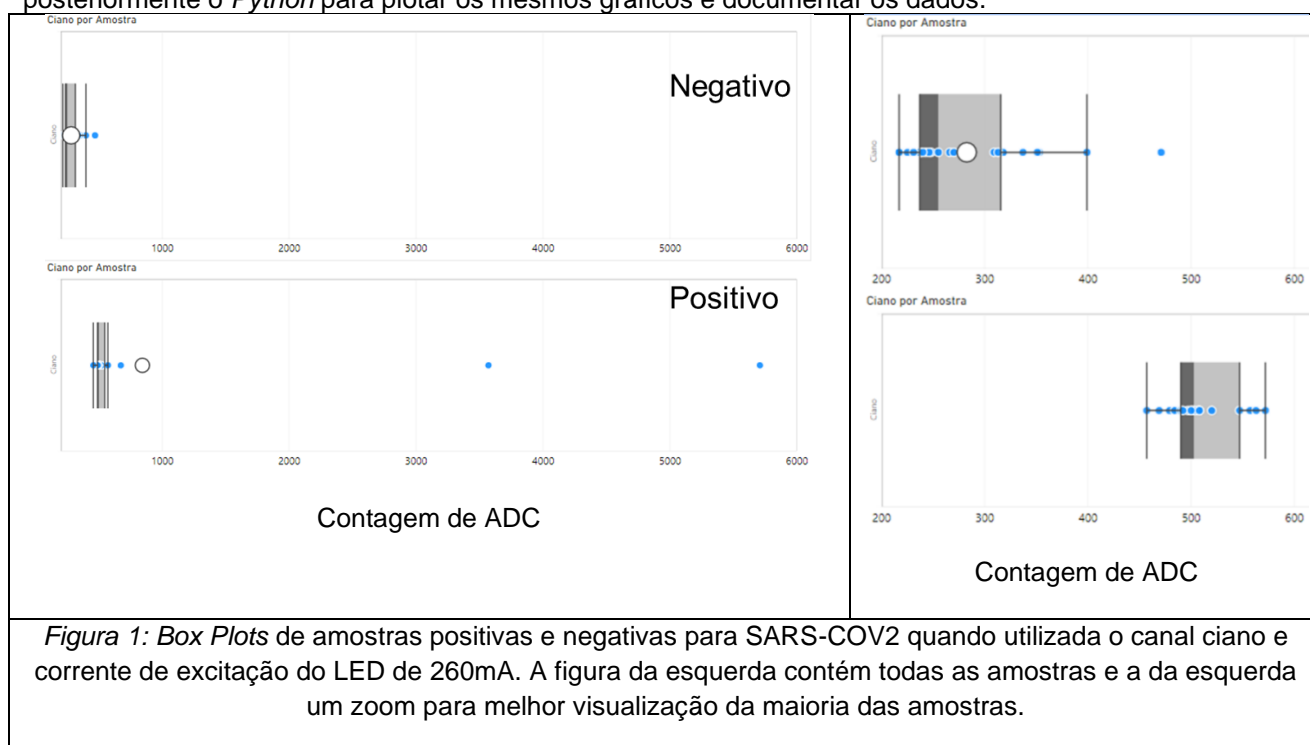 posteriormente o Python para plotar os mesmos gráficos e documentar os dados.
Ciano por Amostra
Negativo
Ciano
1000 2000 3000 4000 5000 6000
Ciano por Amostra
Positivo
Ciano
1000 2000 3000 4000 5000 6000
Contagem de ADC
Ciano por Amostra
Ciano
200 300 400 500 600
Ciano por Amostra
Ciano
200 300 400 500 600
Contagem de ADC
Figura 1: Box Plots de amostras positivas e negativas para SARS-COV2 quando utilizada o canal ciano e
corrente de excitação do LED de 260mA. A figura da esquerda contém todas as amostras e a da esquerda
um zoom para melhor visualização da maioria das amostras.